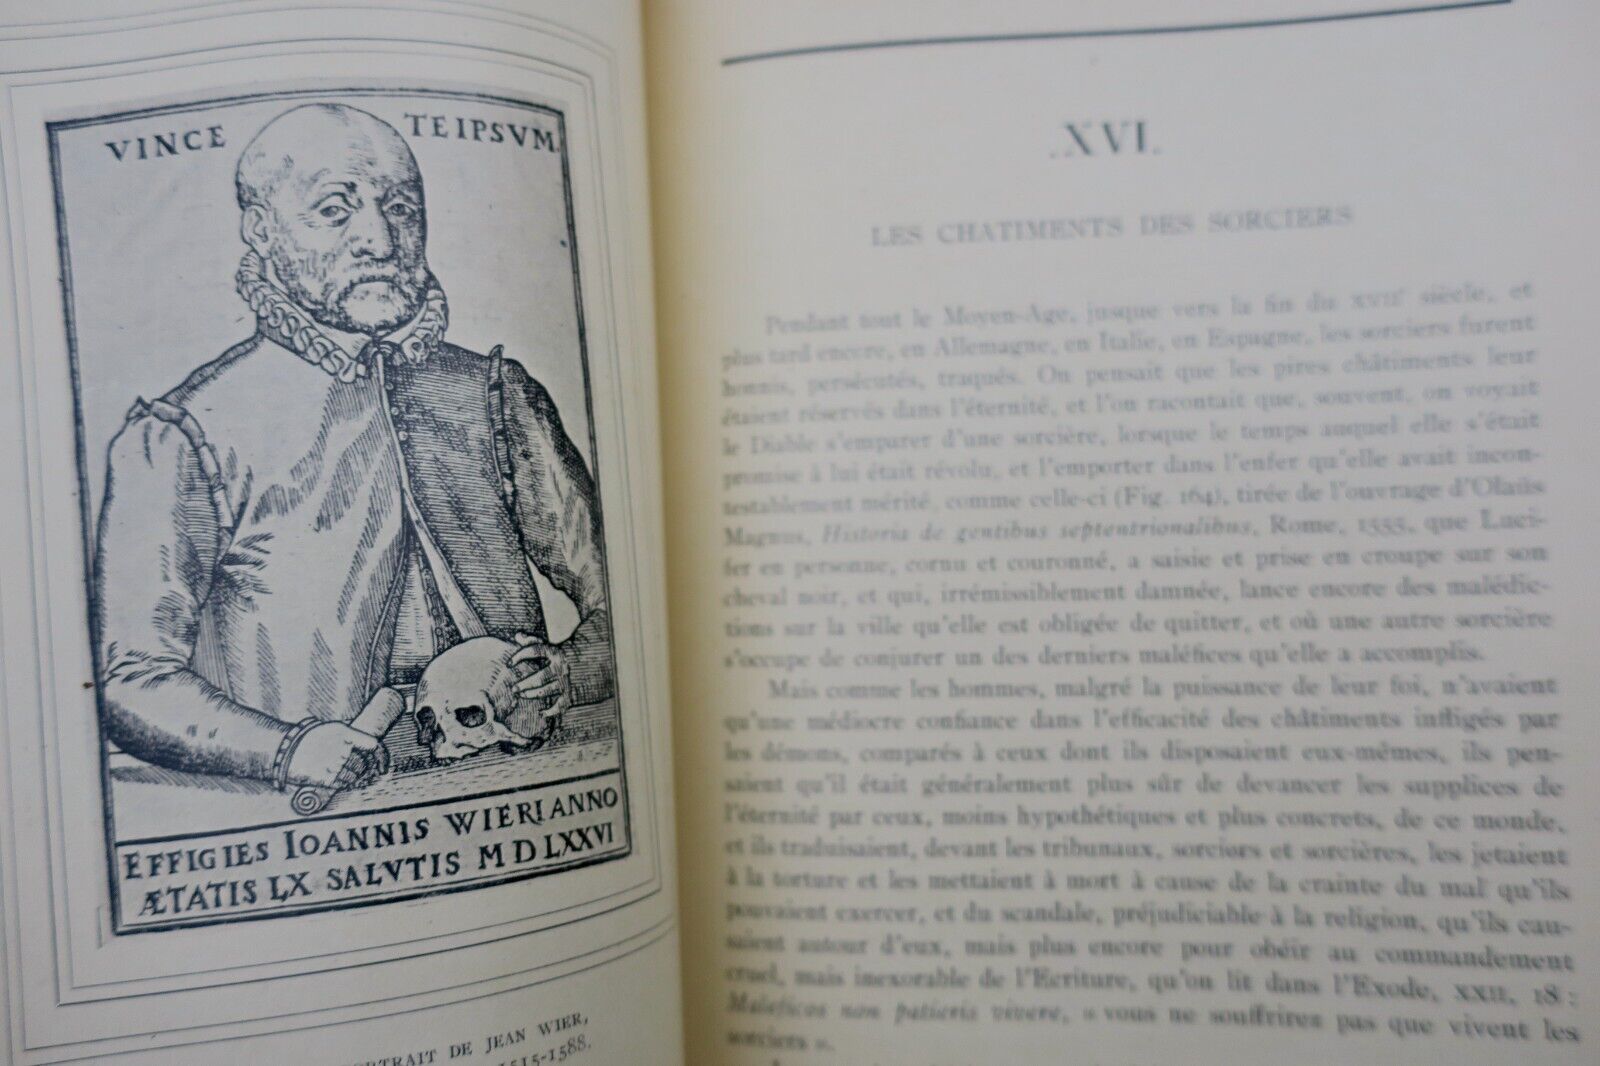 VINCE TEIPSVM.
EFFIGIES IOANNIS WIERI ANNO
ÆTATIS LX SALVTIS MDLXXVI
RTRAIT DE JEAN WIER,
1515-1588.
.XVI.
LES CHATIMENTS DES SORCIERS
Pendant tout le Moyen-Age, jusque vers la fin du XVIIe siècle, et
plus tard encore, en Allemagne, en Italie, en Espagne, les sorciers furent
honnis, persécutés, traqués. On pensait que les pires châtiments leur
étaient réservés dans l'éternité, et l'on racontait que, souvent, on voyait
le Diable s'emparer d'une sorcière, lorsque le temps auquel elle s'était
promise à lui était révolu, et l'emporter dans l'enfer qu'elle avait incon-
testablement mérité, comme celle-ci (Fig. 164), tirée de l'ouvrage d'Olaüs
Magnus, Historia de gentibus septentrionalibus, Rome, 1555, que Luci-
fer en personne, cornu et couronné, a saisie et prise en croupe sur son
cheval noir, et qui, irrémissiblement damnée, lance encore des malédic-
tions sur la ville qu'elle est obligée de quitter, et où une autre sorcière
s'occupe de conjurer un des derniers maléfices qu'elle a accomplis.
Mais comme les hommes, malgré la puissance de leur foi, n'avaient
qu'une médiocre confiance dans l'efficacité des châtiments infligés par
les démons, comparés à ceux dont ils disposaient eux-mêmes, ils pen-
saient qu'il était généralement plus sûr de devancer les supplices de
l'éternité par ceux, moins hypothétiques et plus concrets, de ce monde,
et ils traduisaient, devant les tribunaux, sorciers et sorcières, les jetaient
à la torture et les mettaient à mort à cause de la crainte du mal qu'ils
pouvaient exercer, et du scandale, préjudiciable à la religion, qu'ils cau-
saient autour d'eux, mais plus encore pour obéir au commandement
cruel, mais inexorable de l'Ecriture, qu'on lit dans l'Exode, XXII, 18 :
Maleficos non patieris vivere, « vous ne souffrirez pas que vivent les
sorciers ».